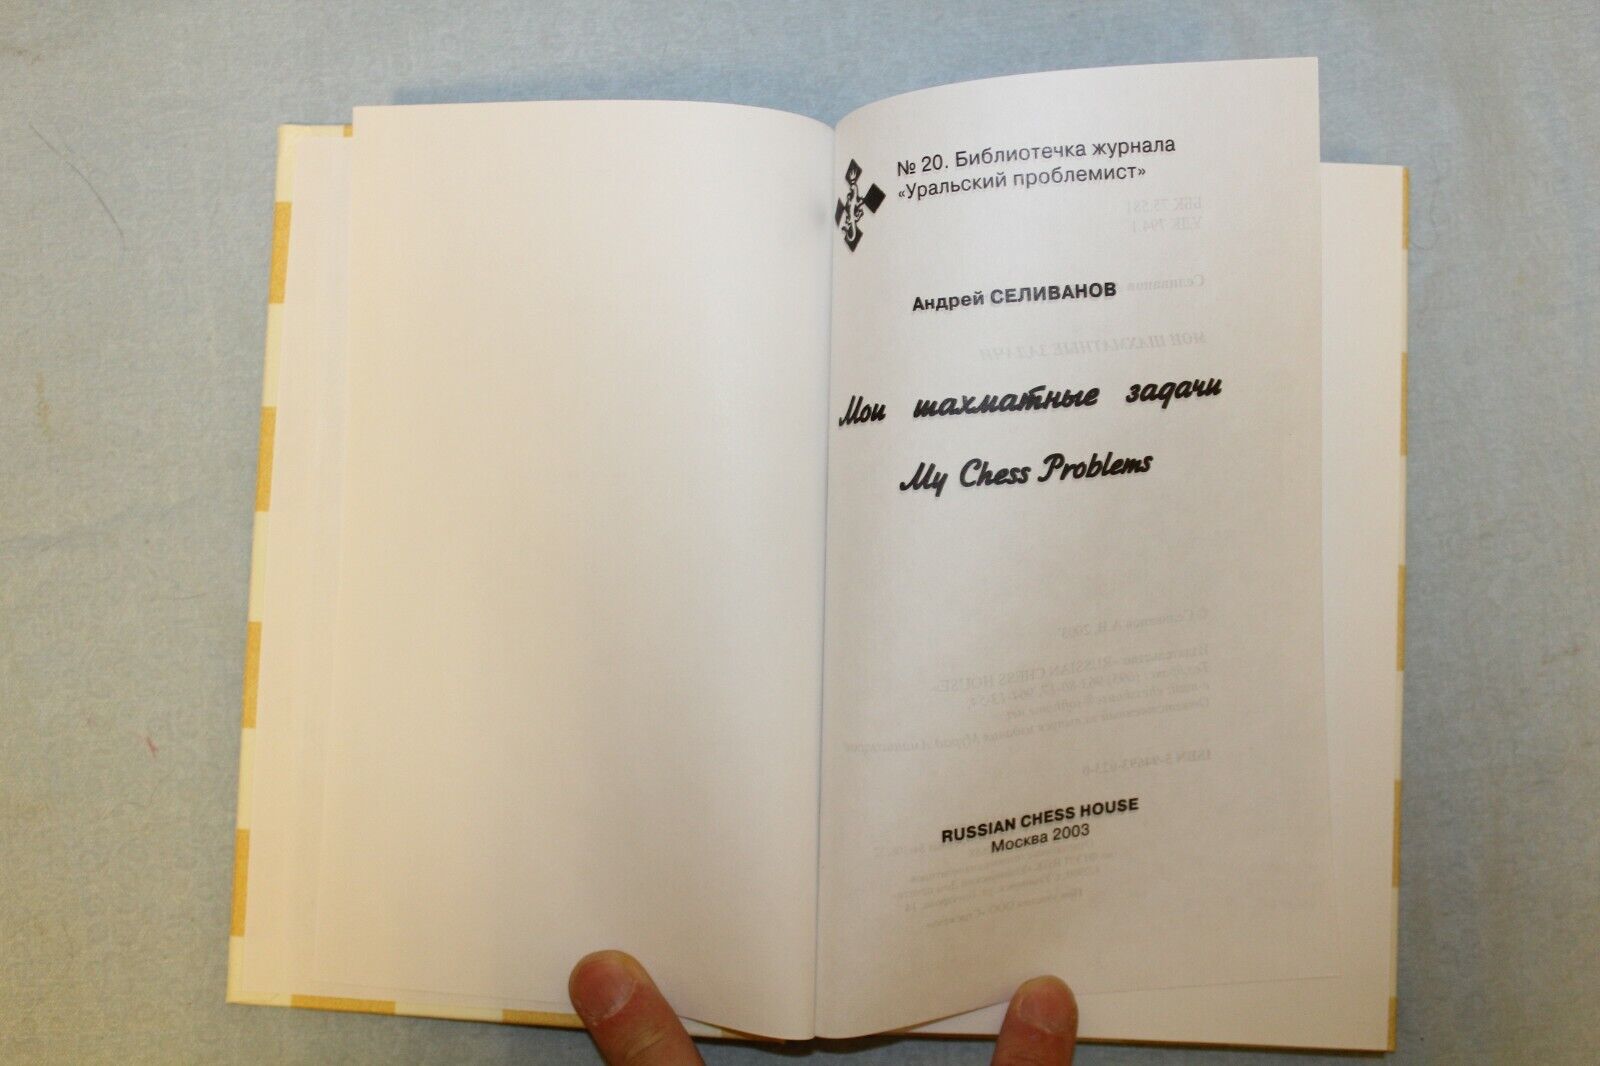 № 20. Библиотечка журнала
«Уральский проблемист»
Андрей СЕЛИВАНОВ
Мои шахматные задачи
My Chess Problems
RUSSIAN CHESS HOUSE
Москва 2003